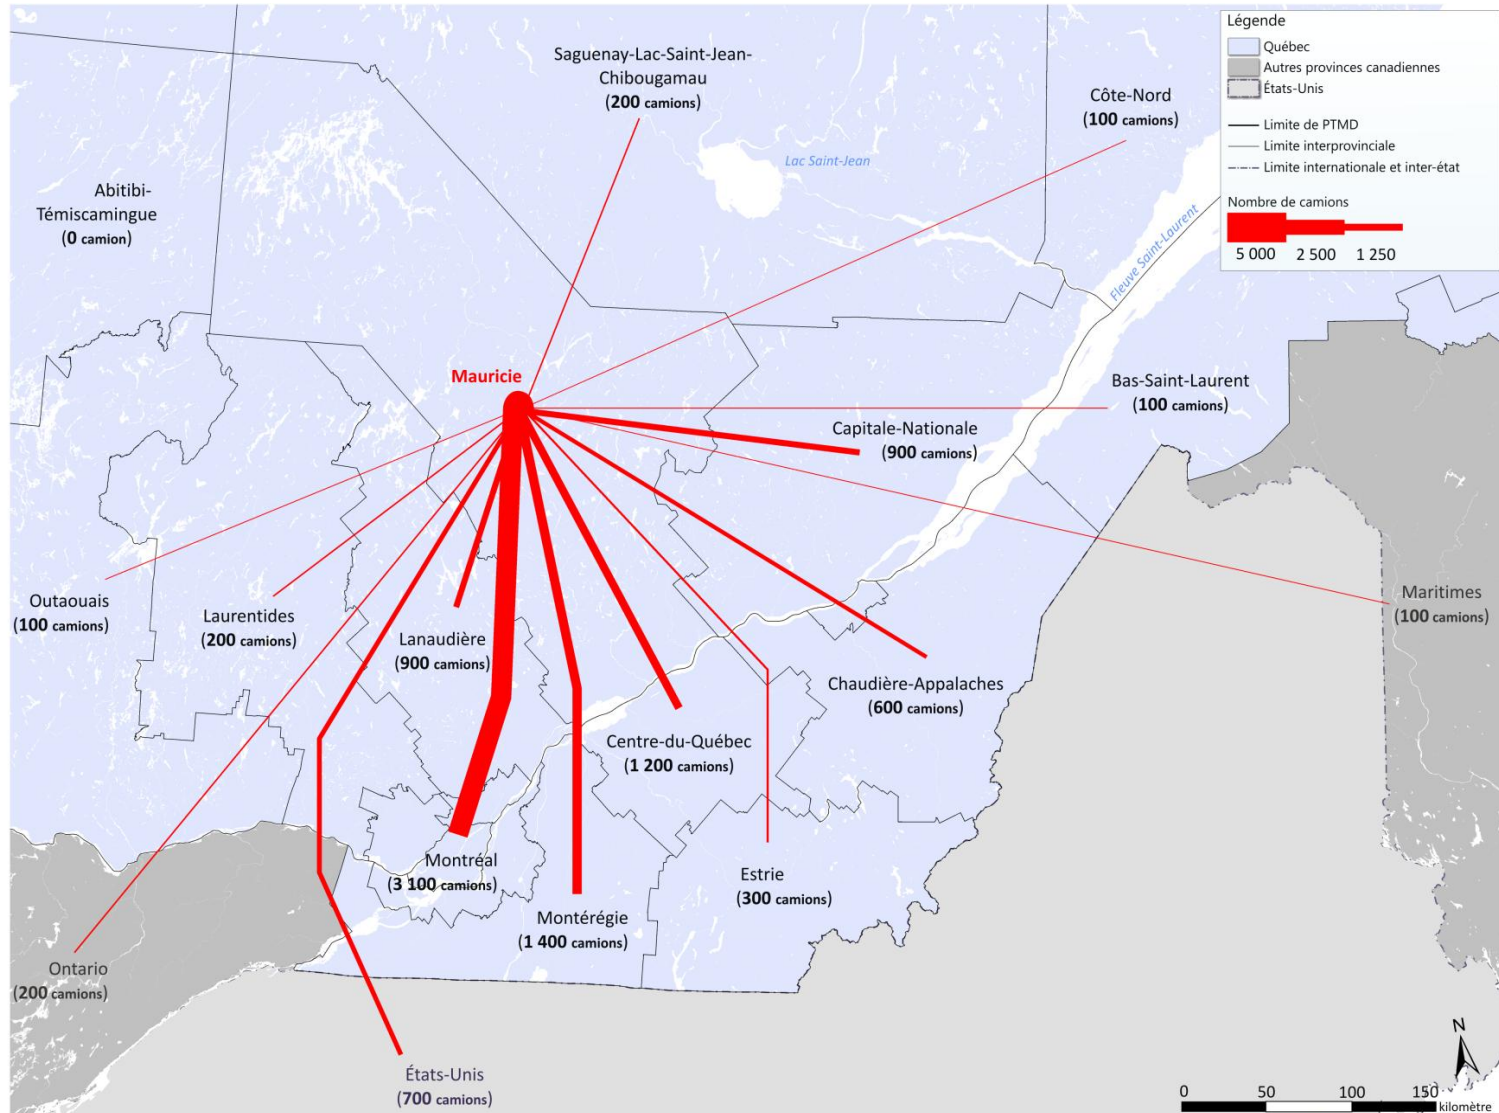 Légende
Québec
Autres provinces canadiennes
États-Unis
Limite de PTMD
Limite interprovinciale
Limite internationale et inter-état
Nombre de camions
5 000 2 500 1 250
Saguenay-Lac-Saint-Jean-
Chibougamau
(200 camions)
Côte-Nord
(100 camions)
Lac Saint-Jean
Abitibi-
Témiscamingue
(0 camion)
Fleuve Saint-Laurent
Mauricie
Bas-Saint-Laurent
(100 camions)
Capitale-Nationale
(900 camions)
Outaouais
(100 camions)
Laurentides
(200 camions)
Lanaudière
(900 camions)
Maritimes
(100 camions)
Chaudière-Appalaches
(600 camions)
Centre-du-Québec
(1 200 camions)
Montréal
(3 100 camions)
Estrie
(300 camions)
Montérégie
(1 400 camions)
Ontario
(200 camions)
États-Unis
(700 camions)
N
0 50 100 150
kilomètre